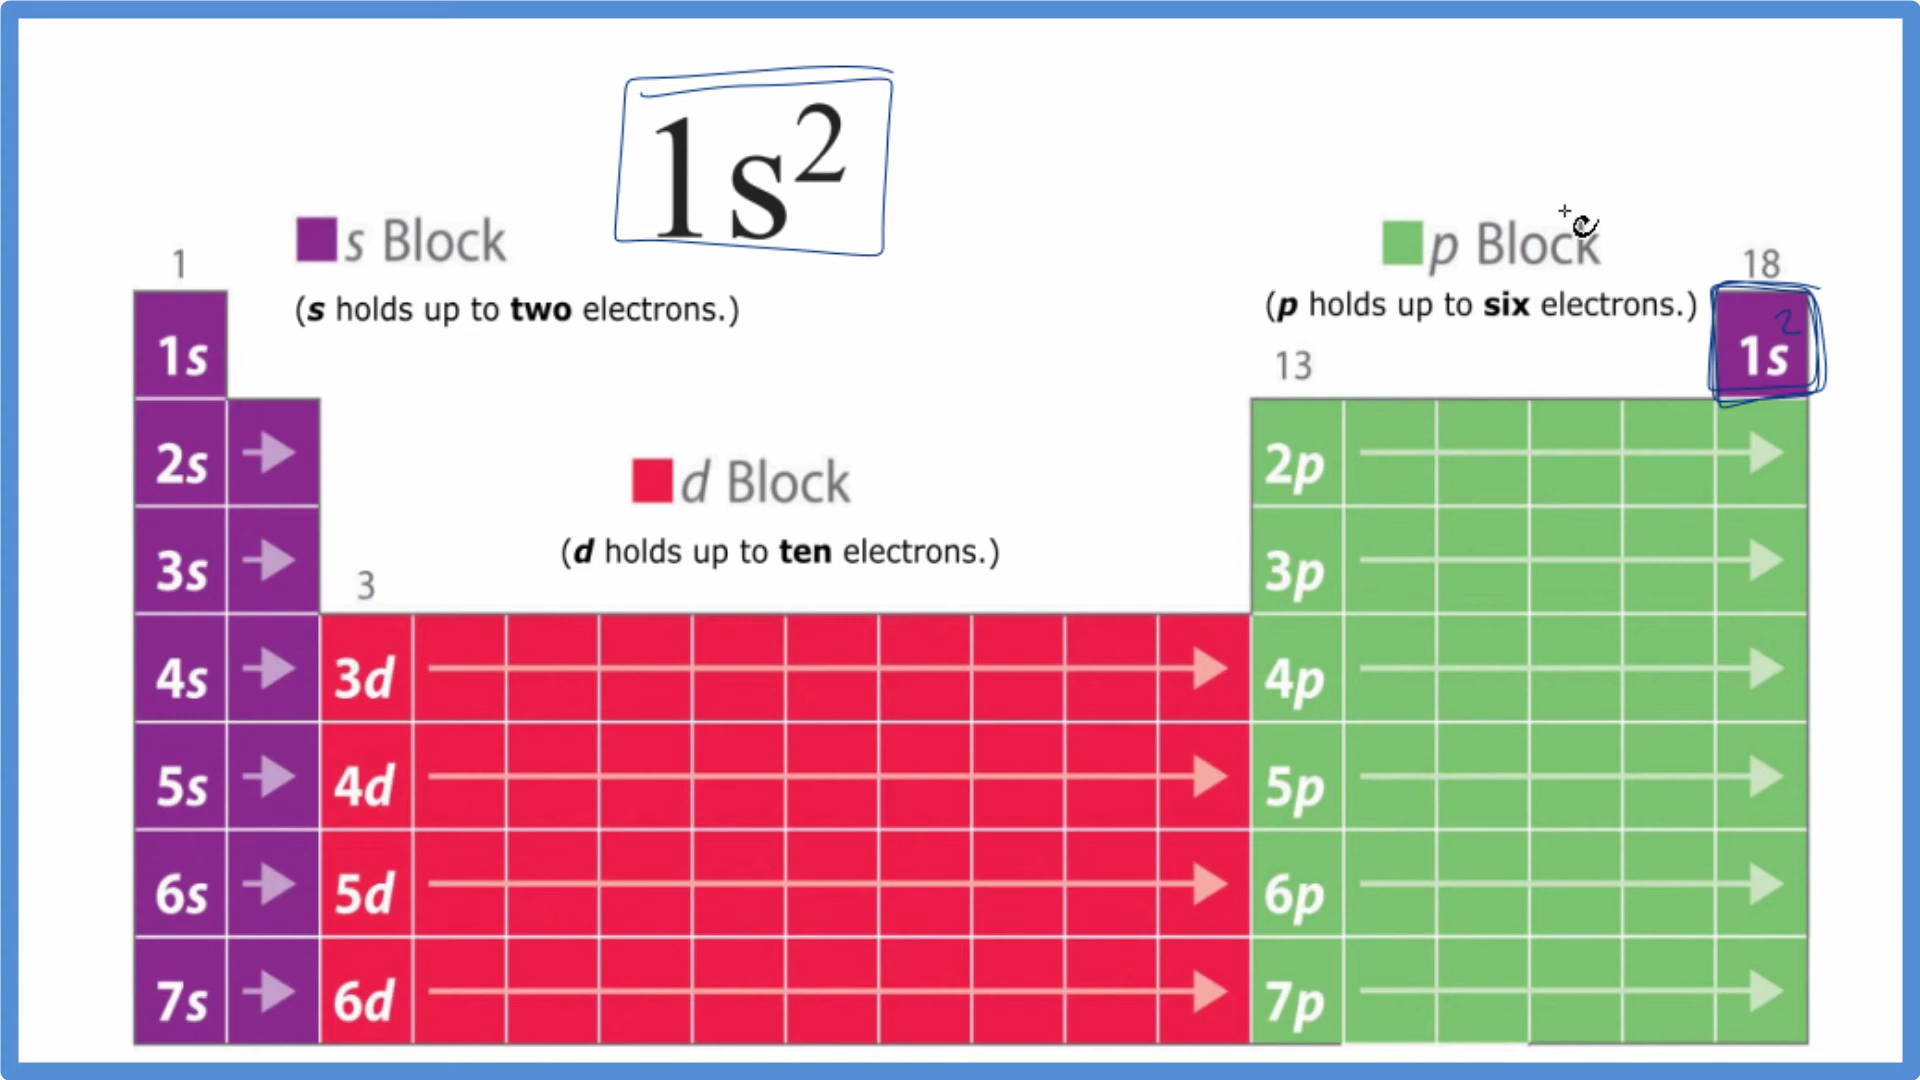 1s²
s Block
p Block
1
18
(s holds up to two electrons.)
(p holds up to six electrons.)
1s
13
1s²
2s
2p
d Block
(d holds up to ten electrons.)
3s
3p
3
4s
3d
4p
5s
4d
5p
6s
5d
6p
7s
6d
7p